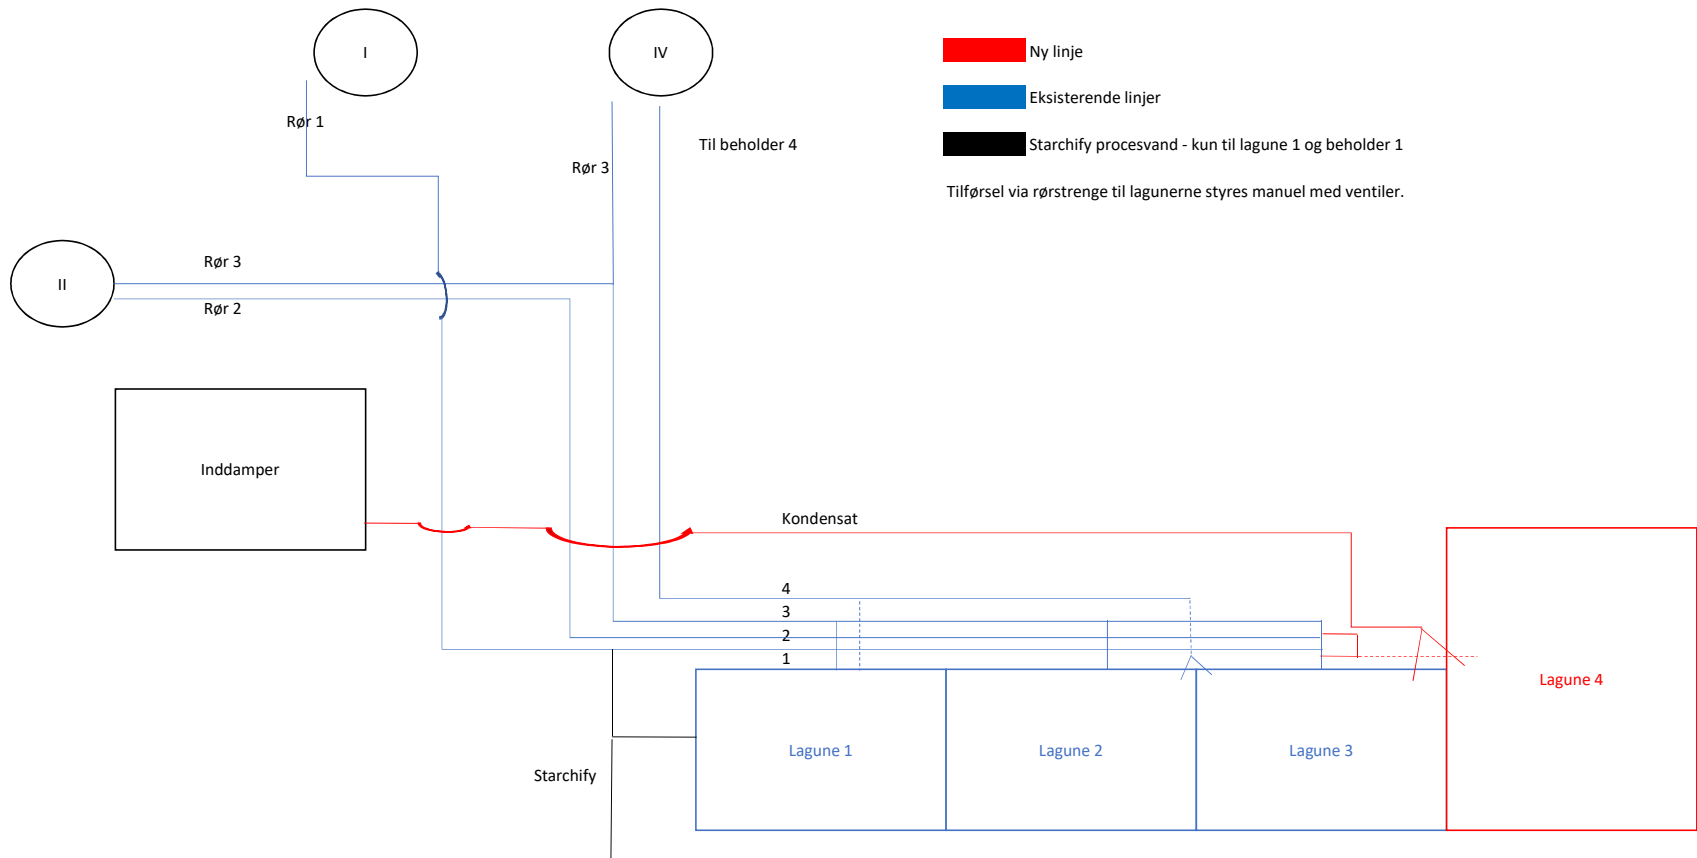 I
IV
Ny linje
Eksisterende linjer
Rør 1
Til beholder 4
Starchify procesvand - kun til lagune 1 og beholder 1
Rør 3
Tilførsel via rørstrenge til lagunerne styres manuel med ventiler.
Rør 3
II
Rør 2
Inddamper
Kondensat
4
3
2
1
Lagune 4
Lagune 1
Lagune 2
Lagune 3
Starchify